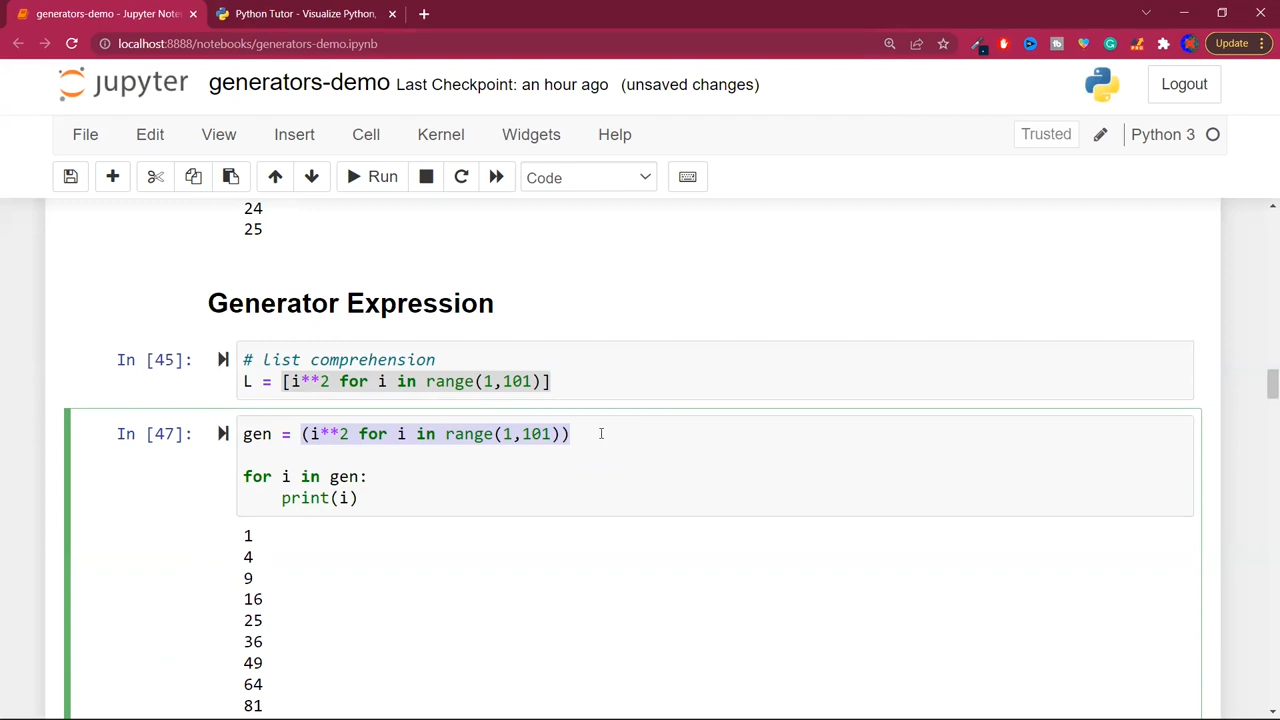 generators-demo - Jupyter Note
Python Tutor - Visualize Python,
localhost:8888/notebooks/generators-demo.ipynb
Update
jupyter generators-demo Last Checkpoint: an hour ago (unsaved changes)
Logout
File Edit View Insert Cell Kernel Widgets Help
Trusted
Python 3
Run
Code
24
25
Generator Expression
In [45]:
# list comprehension
L = [i**2 for i in range(1,101)]
In [47]:
gen = (i**2 for i in range(1,101))
for i in gen:
    print(i)
1
4
9
16
25
36
49
64
81